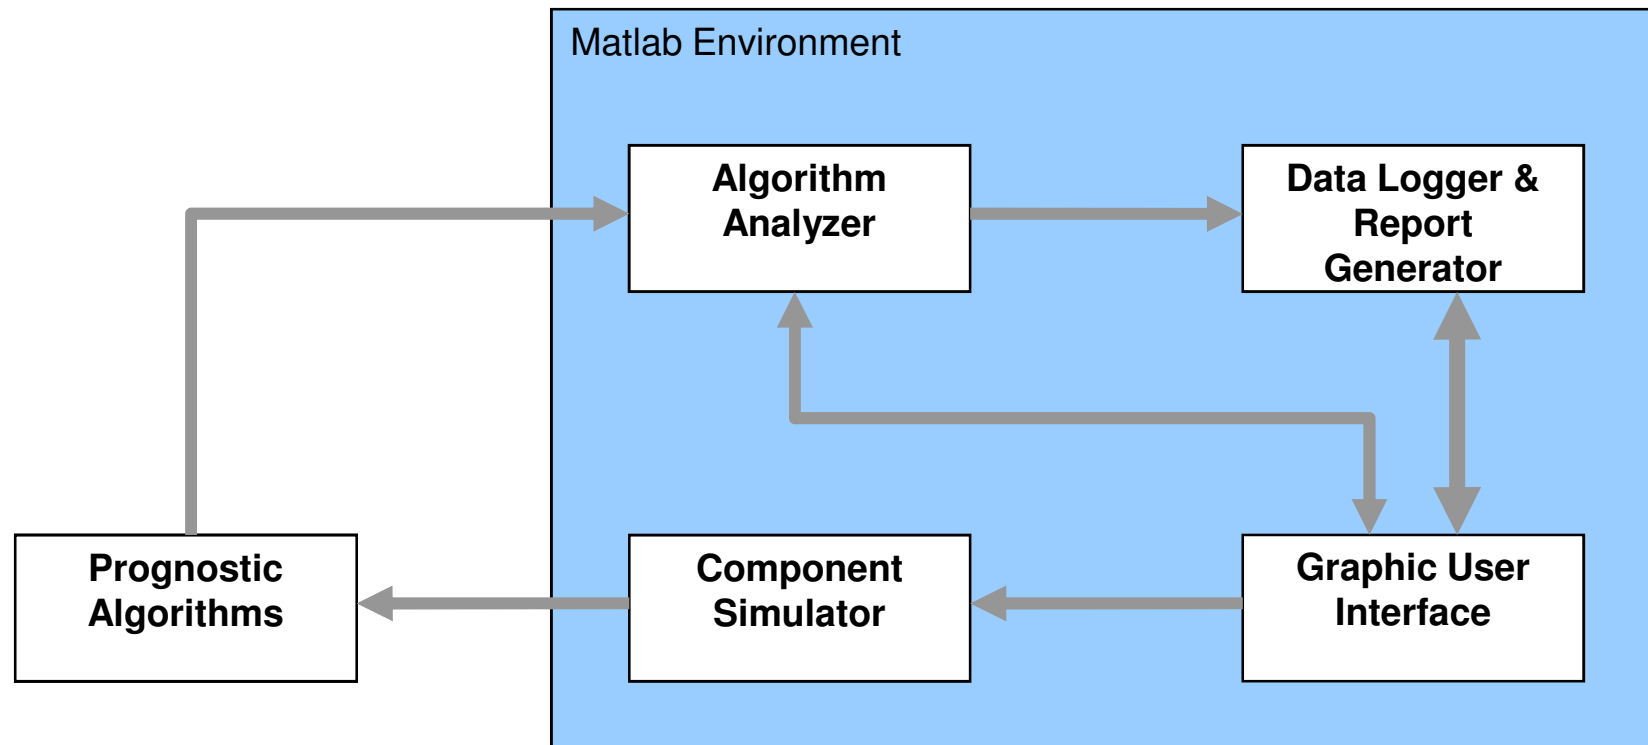 Matlab Environment
Algorithm
Analyzer
Data Logger &
Report
Generator
Prognostic
Algorithms
Component
Simulator
Graphic User
Interface